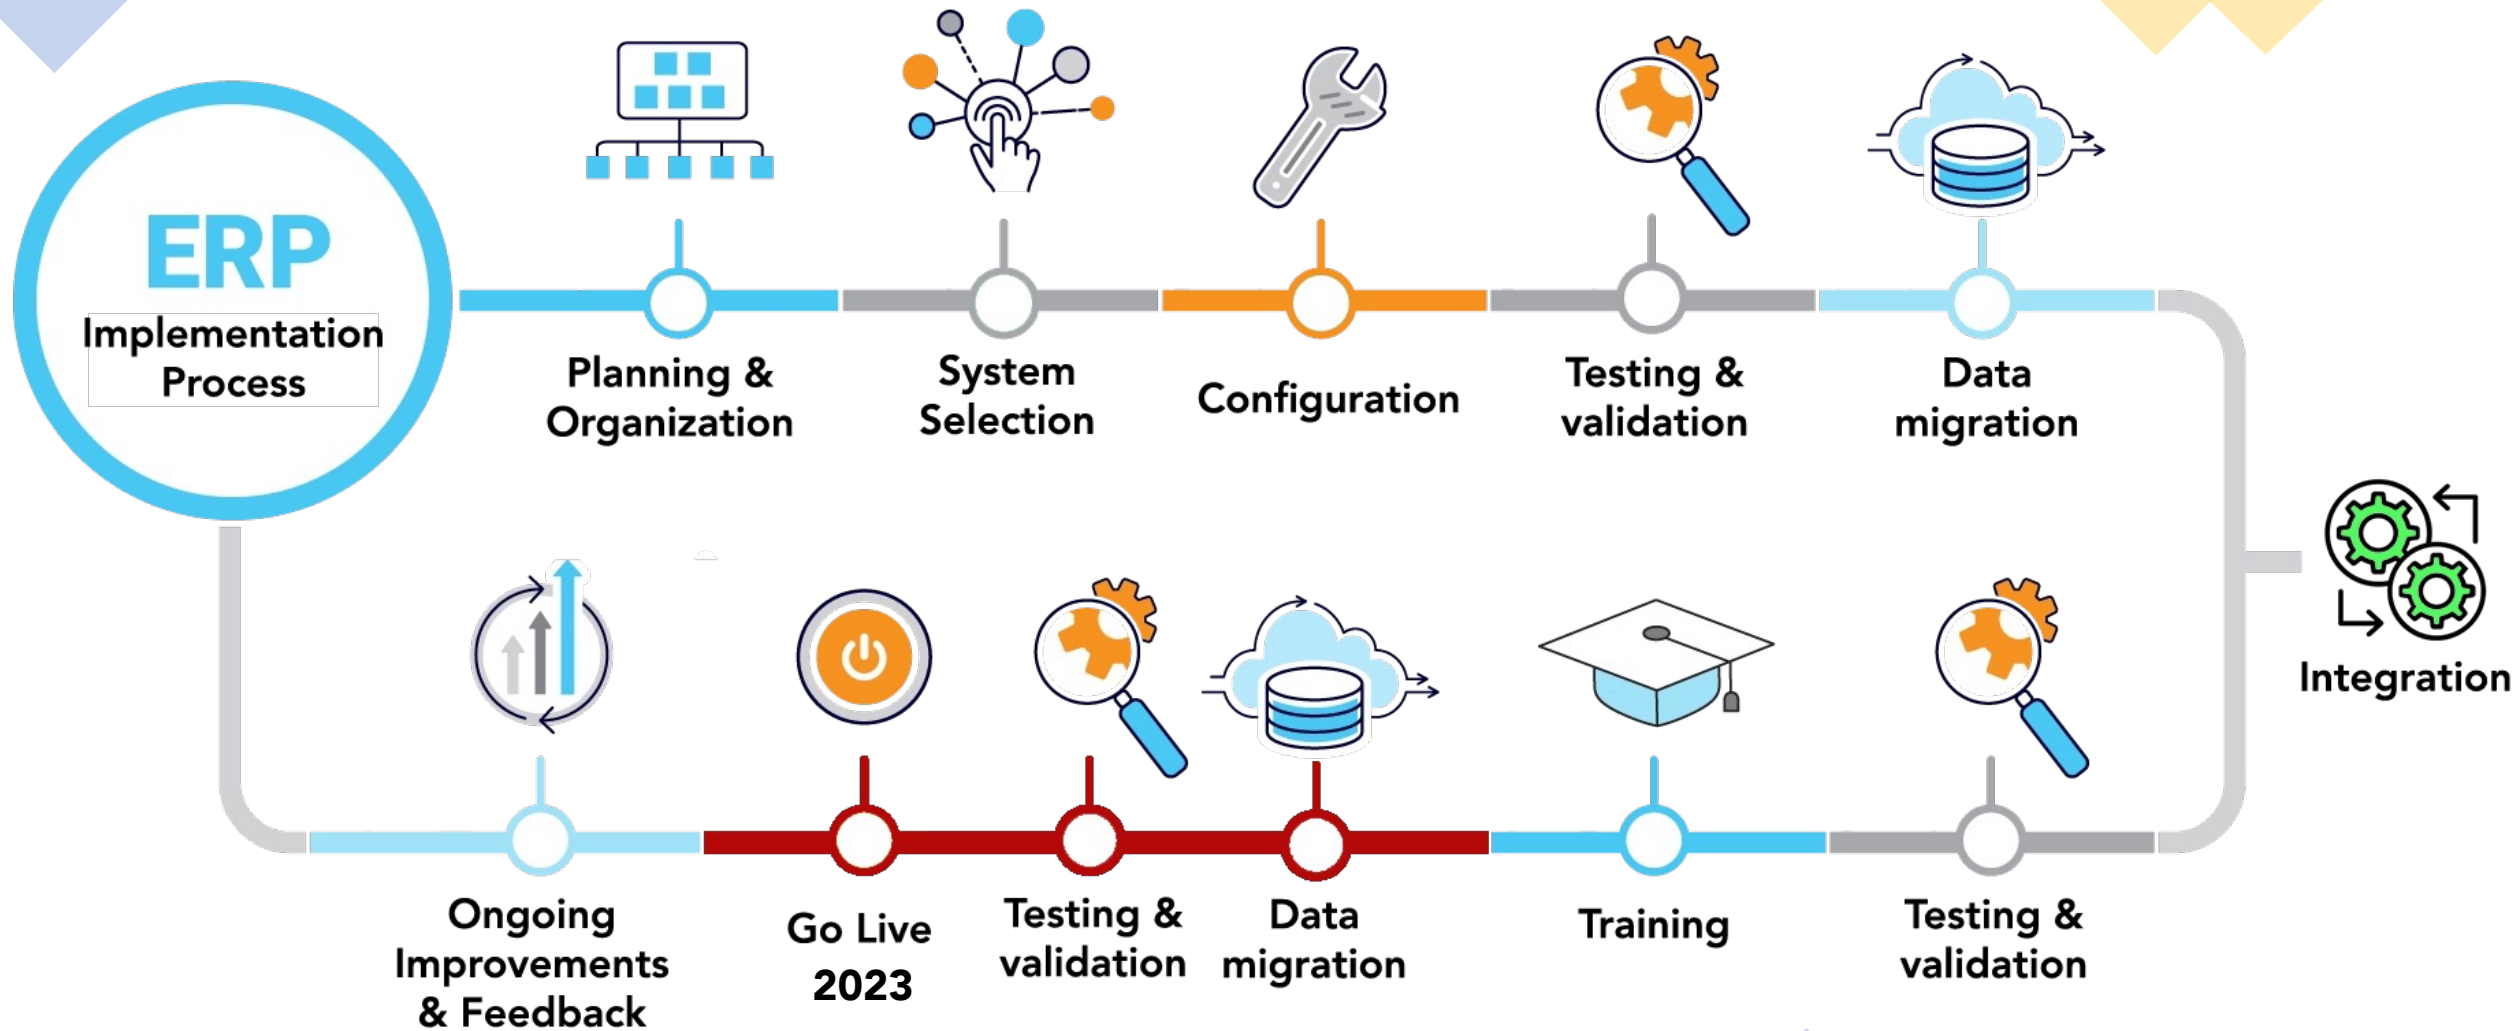 ERP
Implementation
Process
Planning &
Organization
System
Selection
Configuration
Testing &
validation
Data
migration
Integration
Ongoing
Improvements
& Feedback
Go Live
2023
Testing &
validation
Data
migration
Training
Testing &
validation